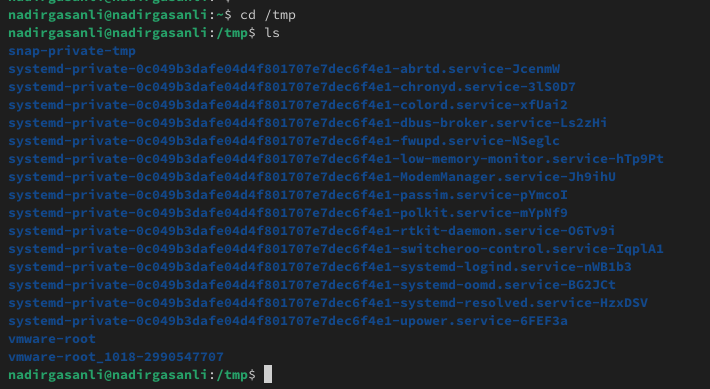 nadirgasanli@nadirgasanli:~$ cd /tmp
nadirgasanli@nadirgasanli:/tmp$ ls
snap-private-tmp
systemd-private-0c049b3dafe04d4f801707e7dec6f4e1-abrtd.service-JcenmW
systemd-private-0c049b3dafe04d4f801707e7dec6f4e1-chronyd.service-3lS0D7
systemd-private-0c049b3dafe04d4f801707e7dec6f4e1-colord.service-xfUai2
systemd-private-0c049b3dafe04d4f801707e7dec6f4e1-dbus-broker.service-Ls2zHi
systemd-private-0c049b3dafe04d4f801707e7dec6f4e1-fwupd.service-NSeglc
systemd-private-0c049b3dafe04d4f801707e7dec6f4e1-low-memory-monitor.service-hTp9Pt
systemd-private-0c049b3dafe04d4f801707e7dec6f4e1-ModemManager.service-Jh9ihU
systemd-private-0c049b3dafe04d4f801707e7dec6f4e1-passim.service-pYmcoI
systemd-private-0c049b3dafe04d4f801707e7dec6f4e1-polkit.service-mYpNf9
systemd-private-0c049b3dafe04d4f801707e7dec6f4e1-rtkit-daemon.service-O6Tv9i
systemd-private-0c049b3dafe04d4f801707e7dec6f4e1-switcheroo-control.service-IqplA1
systemd-private-0c049b3dafe04d4f801707e7dec6f4e1-systemd-logind.service-nWB1b3
systemd-private-0c049b3dafe04d4f801707e7dec6f4e1-systemd-oomd.service-BG2JCt
systemd-private-0c049b3dafe04d4f801707e7dec6f4e1-systemd-resolved.service-HzxDSV
systemd-private-0c049b3dafe04d4f801707e7dec6f4e1-upower.service-6FEF3a
vmware-root
vmware-root_1018-2990547707
nadirgasanli@nadirgasanli:/tmp$